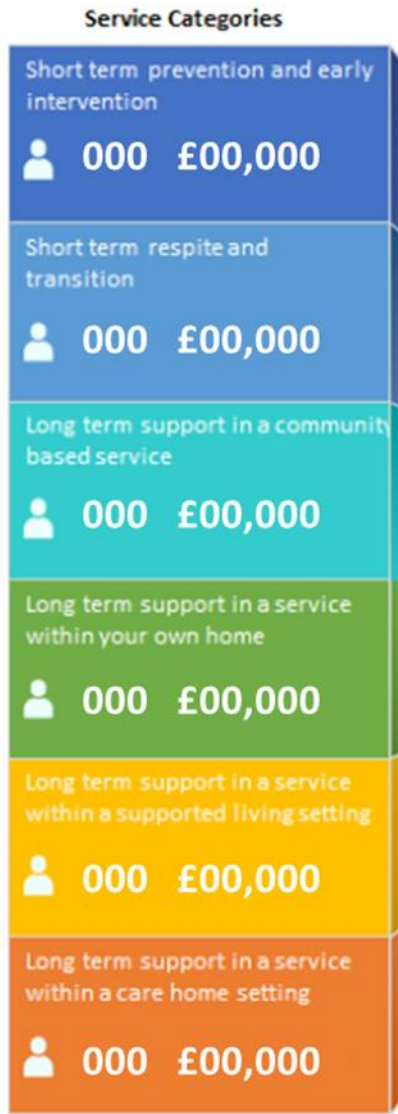 Service Categories
Short term prevention and early
intervention
000 £00,000
Short term respite and
transition
000 £00,000
Long term support in a community
based service
000 £00,000
Long term support in a service
within your own home
000 £00,000
Long term support in a service
within a supported living setting
000 £00,000
Long term support in a service
within a care home setting
000 £00,000